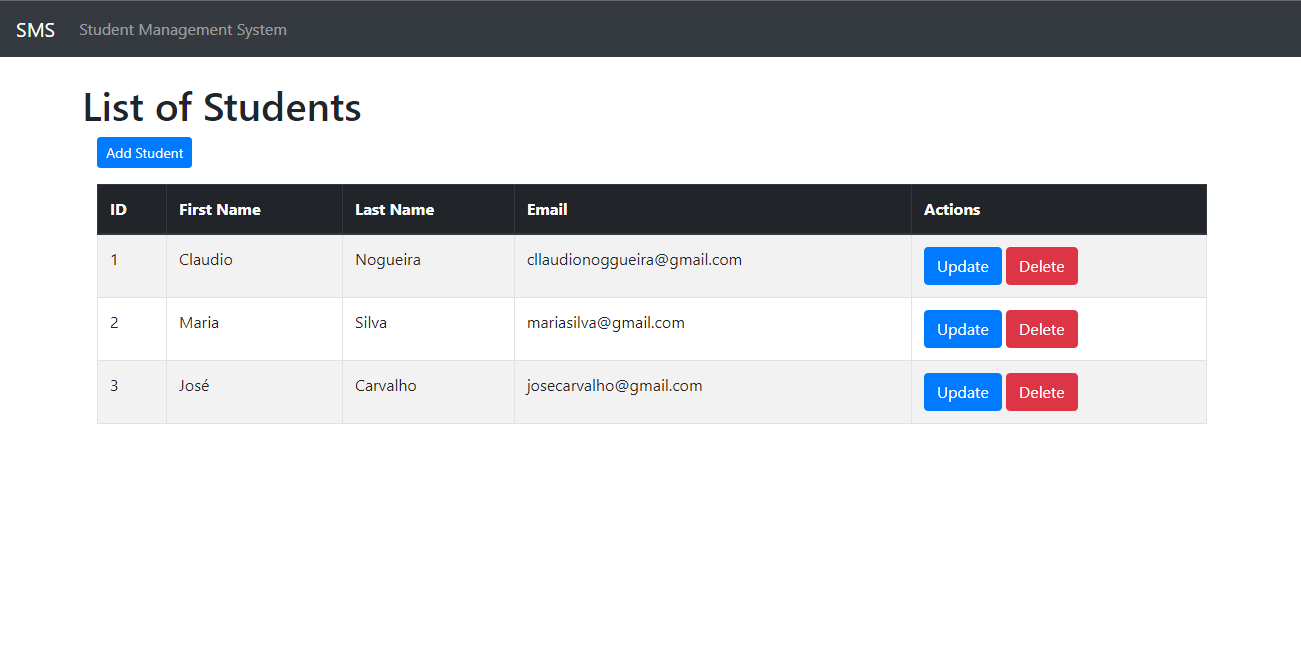 SMS Student Management System
List of Students
Add Student
ID First Name Last Name Email Actions
1 Claudio Nogueira cllaudionoggueira@gmail.com Update Delete
2 Maria Silva mariasilva@gmail.com Update Delete
3 José Carvalho josecarvalho@gmail.com Update Delete